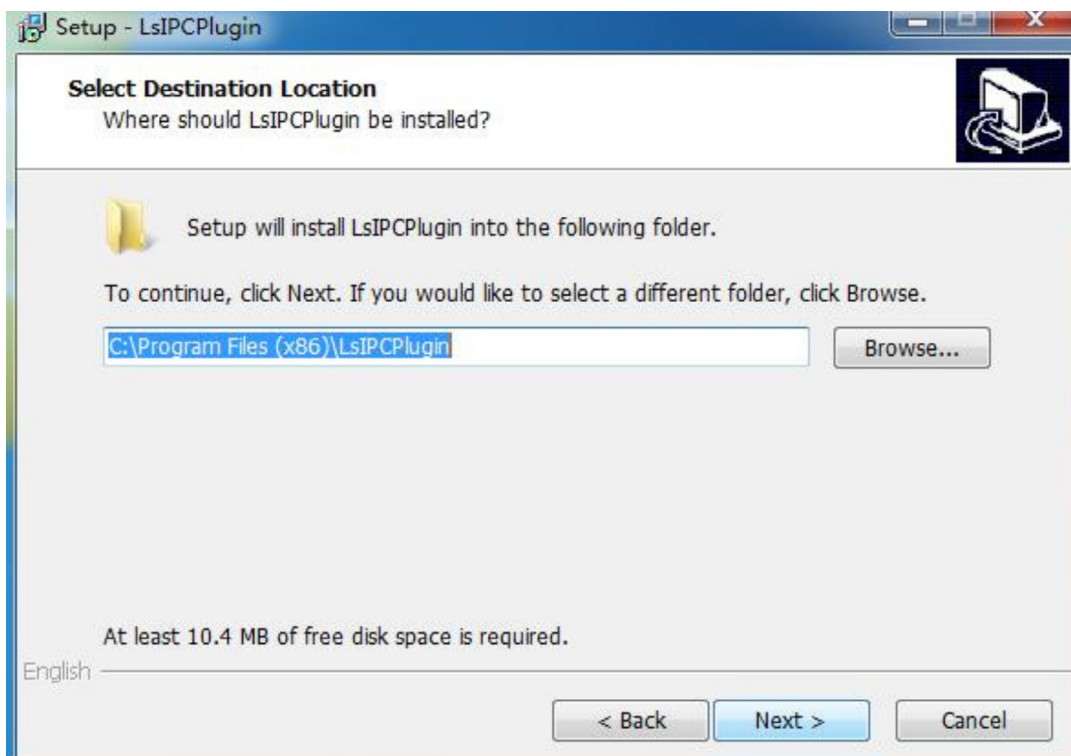 Setup - LsIPCPlugin
Select Destination Location
Where should LsIPCPlugin be installed?
Setup will install LsIPCPlugin into the following folder.
To continue, click Next. If you would like to select a different folder, click Browse.
C:\Program Files (x86)\LsIPCPlugin
Browse...
At least 10.4 MB of free disk space is required.
English
< Back
Next >
Cancel